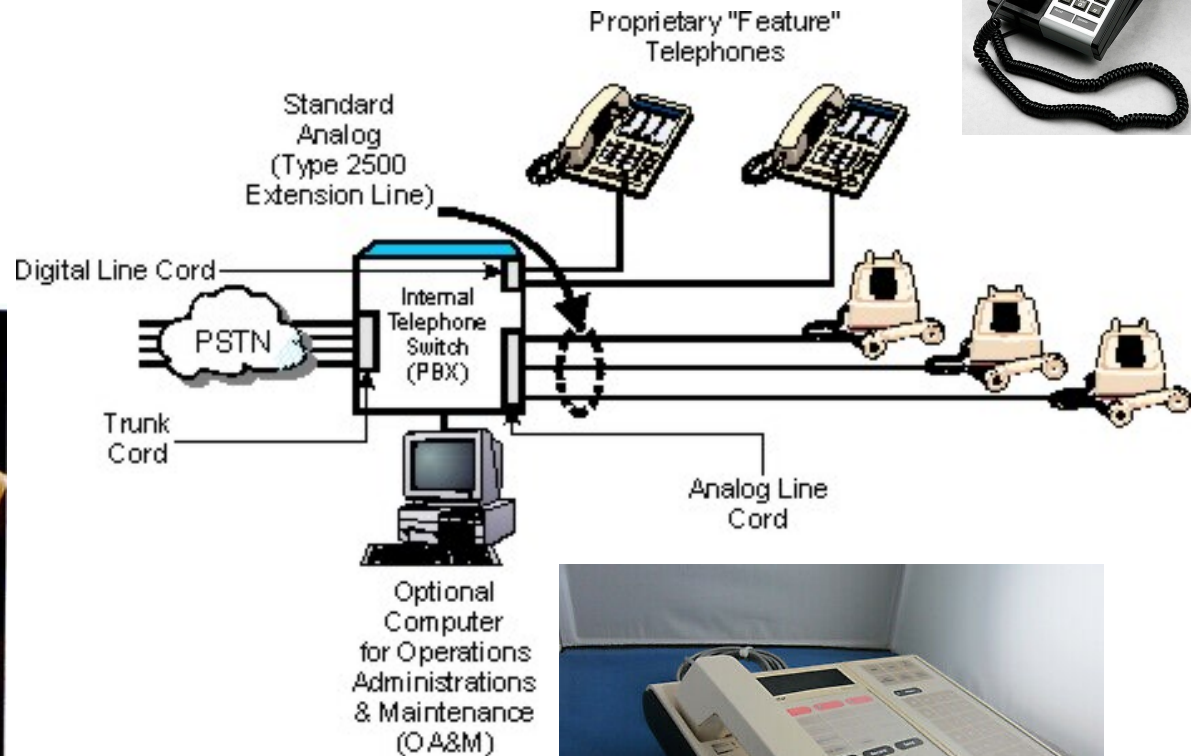 Proprietary "Feature"
Telephones
Standard
Analog
(Type 2500
Extension Line)
Digital Line Cord
Internal
Telephone
Switch
(PBX)
PSTN
Trunk
Cord
Analog Line
Cord
Optional
Computer
for Operations
Administrations
& Maintenance
(OA&M)